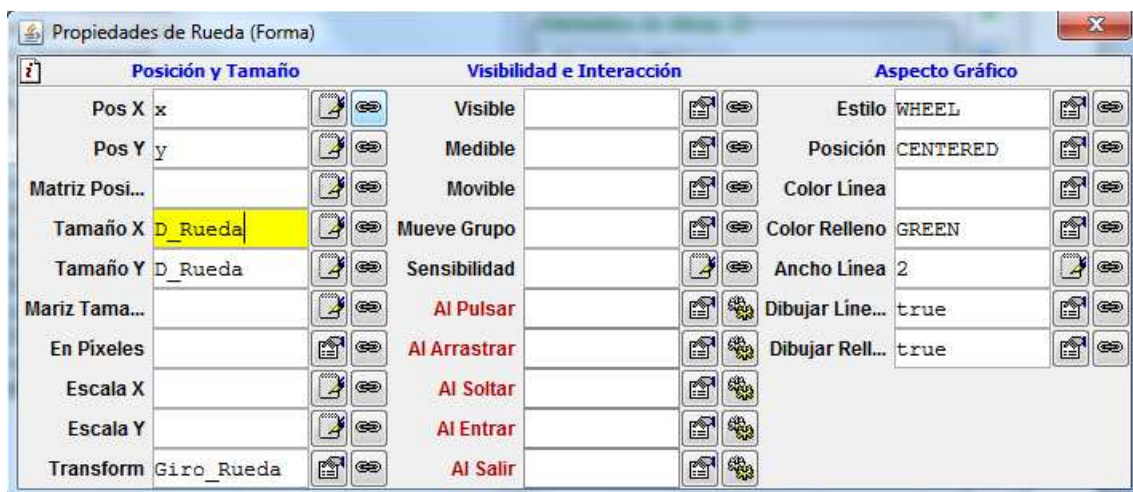 Propiedades de Rueda (Forma)
i Posición y Tamaño Visibilidad e Interacción Aspecto Gráfico
Pos X x Visible Estilo WHEEL
Pos Y y Medible Posición CENTERED
Matriz Posi... Movible Color Línea
Tamaño X D_Rueda Mueve Grupo Color Relleno GREEN
Tamaño Y D_Rueda Sensibilidad Ancho Línea 2
Mariz Tama... Al Pulsar Dibujar Líne... true
En Píxeles Al Arrastrar Dibujar Rell... true
Escala X Al Soltar
Escala Y Al Entrar
Transform Giro_Rueda Al Salir